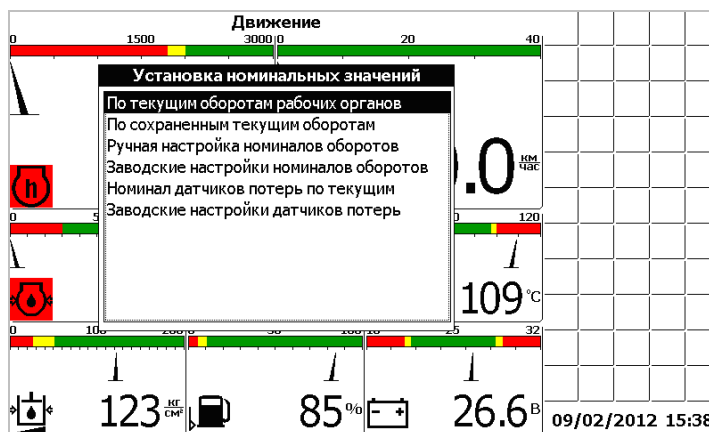 Движение
0 1500 3000 0 20 40
Установка номинальных значений
По текущим оборотам рабочих органов
По сохраненным текущим оборотам
Ручная настройка номиналов оборотов
Заводские настройки номиналов оборотов
Номинал датчиков потерь по текущим
Заводские настройки датчиков потерь
.0 км час
n
0 5 120
109 °C
0 32
123 кг см² 85 % 26.6 В
- +
09/02/2012 15:38